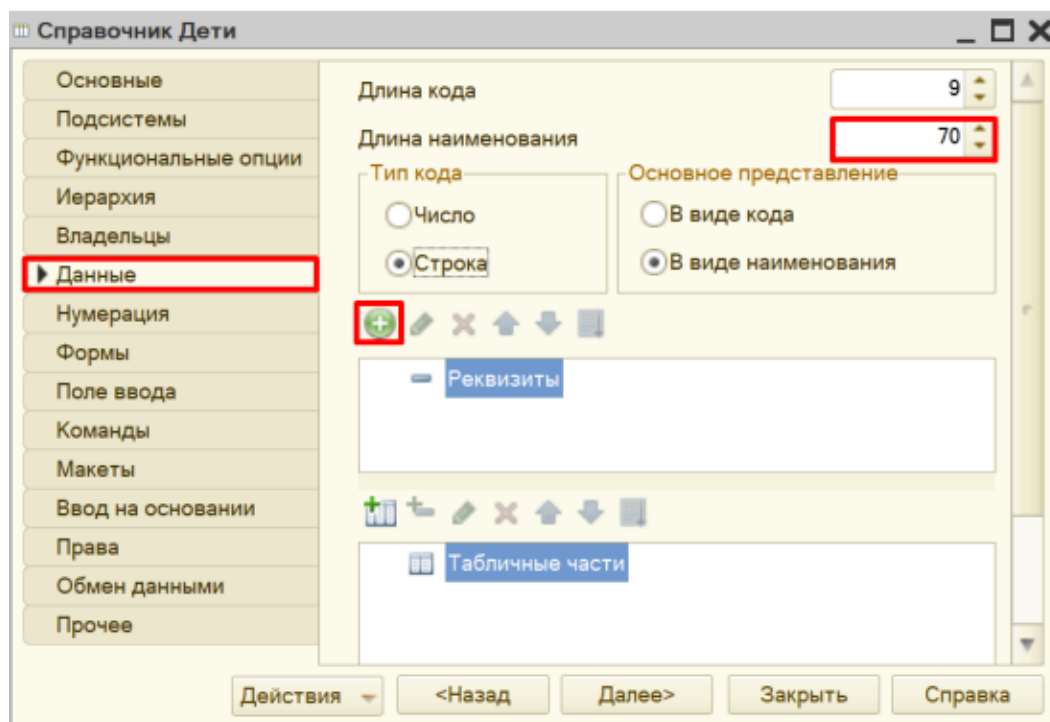 Справочник Дети
Основные
Подсистемы
Функциональные опции
Иерархия
Владельцы
Данные
Нумерация
Формы
Поле ввода
Команды
Макеты
Ввод на основании
Права
Обмен данными
Прочее
Длина кода 9
Длина наименования 70
Тип кода
Число
Строка
Основное представление
В виде кода
В виде наименования
Реквизиты
Табличные части
Действия <Назад Далее> Закрыть Справка